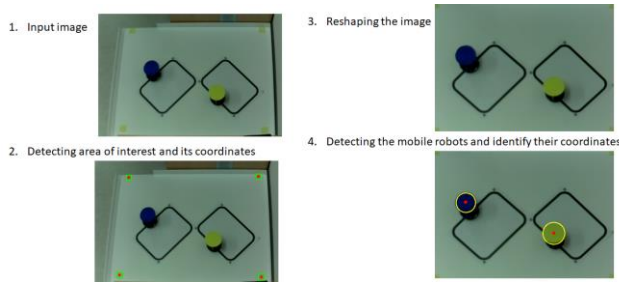 1. Input image
2. Detecting area of interest and its coordinates
3. Reshaping the image
4. Detecting the mobile robots and identify their coordinates